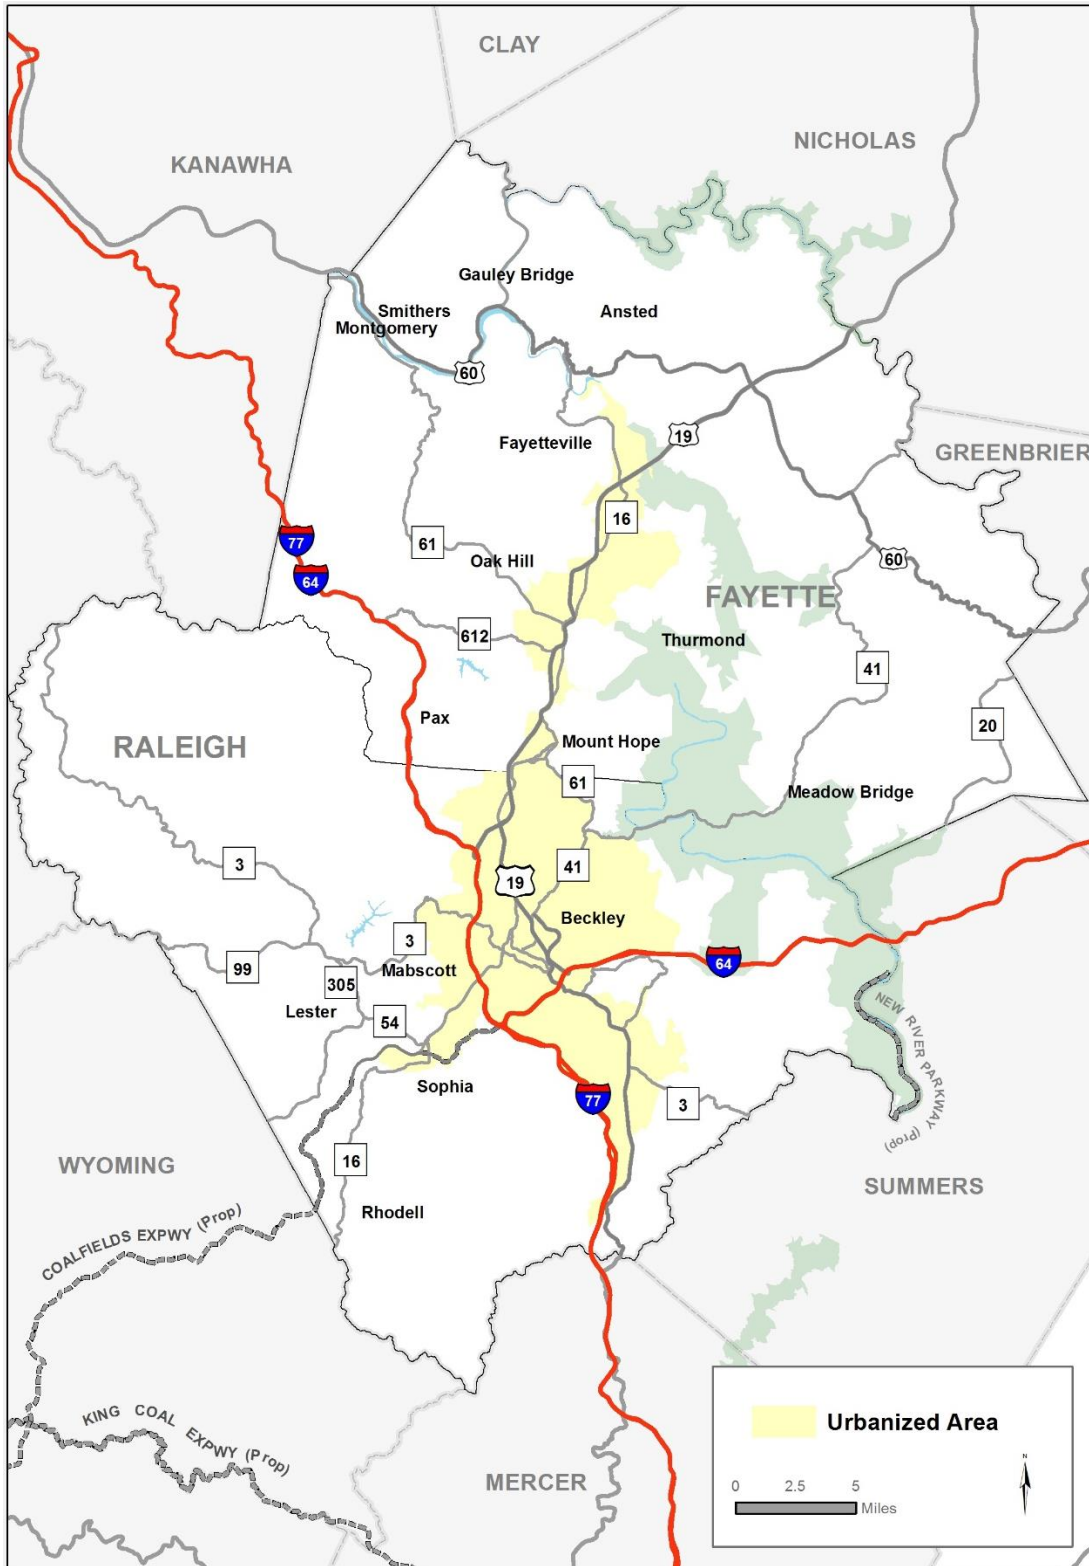 CLAY
NICHOLAS
KANAWHA
Gauley Bridge
Smithers
Ansted
Montgomery
60
19
Fayetteville
GREENBRIER
16
77
61
Oak Hill
60
64
FAYETTE
612
Thurmond
41
Pax
20
RALEIGH
Mount Hope
61
Meadow Bridge
3
41
19
Beckley
3
99
Mabscott
64
305
Lester
54
NEW RIVER PARKWAY (Prop)
Sophia
77
3
16
WYOMING
SUMMERS
Rhodell
COALFIELDS EXPWY (Prop)
KING COAL EXPWY (Prop)
MERCER
Urbanized Area
N
0 2.5 5
Miles